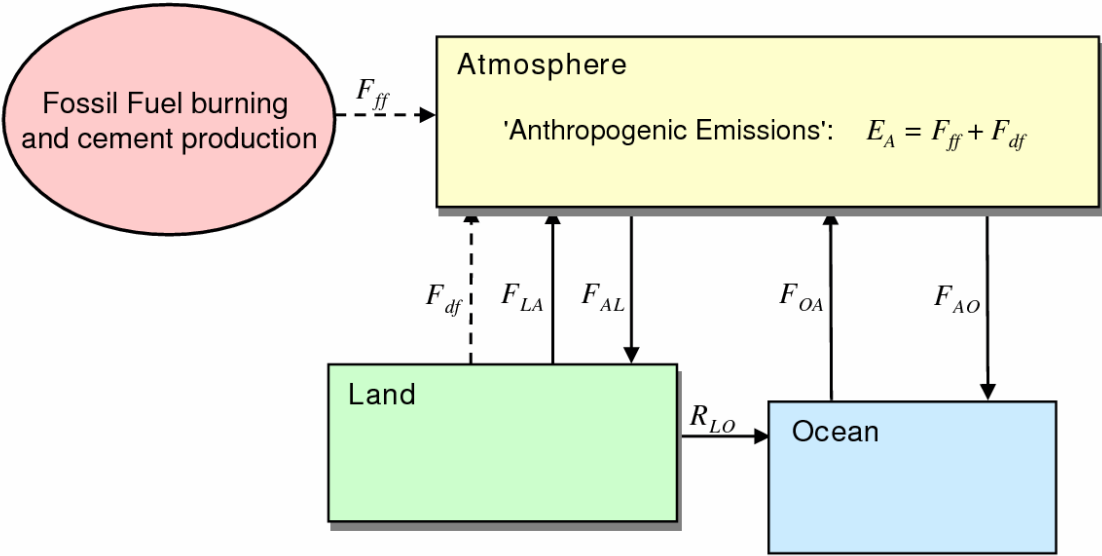 Fossil Fuel burning
and cement production
F_ff
Atmosphere
'Anthropogenic Emissions': E_A = F_ff + F_df
F_df
F_LA
F_AL
F_OA
F_AO
Land
R_LO
Ocean